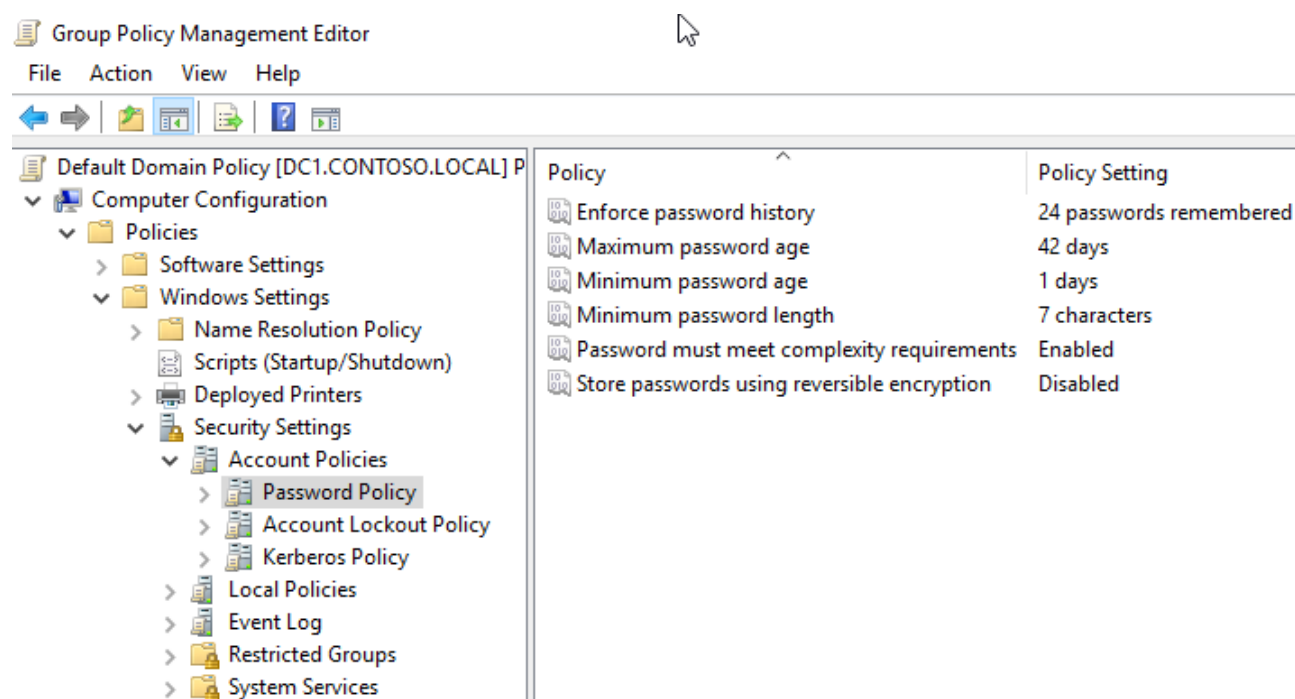 Group Policy Management Editor
File Action View Help
Default Domain Policy [DC1.CONTOSO.LOCAL] P
Computer Configuration
Policies
Software Settings
Windows Settings
Name Resolution Policy
Scripts (Startup/Shutdown)
Deployed Printers
Security Settings
Account Policies
Password Policy
Account Lockout Policy
Kerberos Policy
Local Policies
Event Log
Restricted Groups
System Services
Policy Policy Setting
Enforce password history 24 passwords remembered
Maximum password age 42 days
Minimum password age 1 days
Minimum password length 7 characters
Password must meet complexity requirements Enabled
Store passwords using reversible encryption Disabled